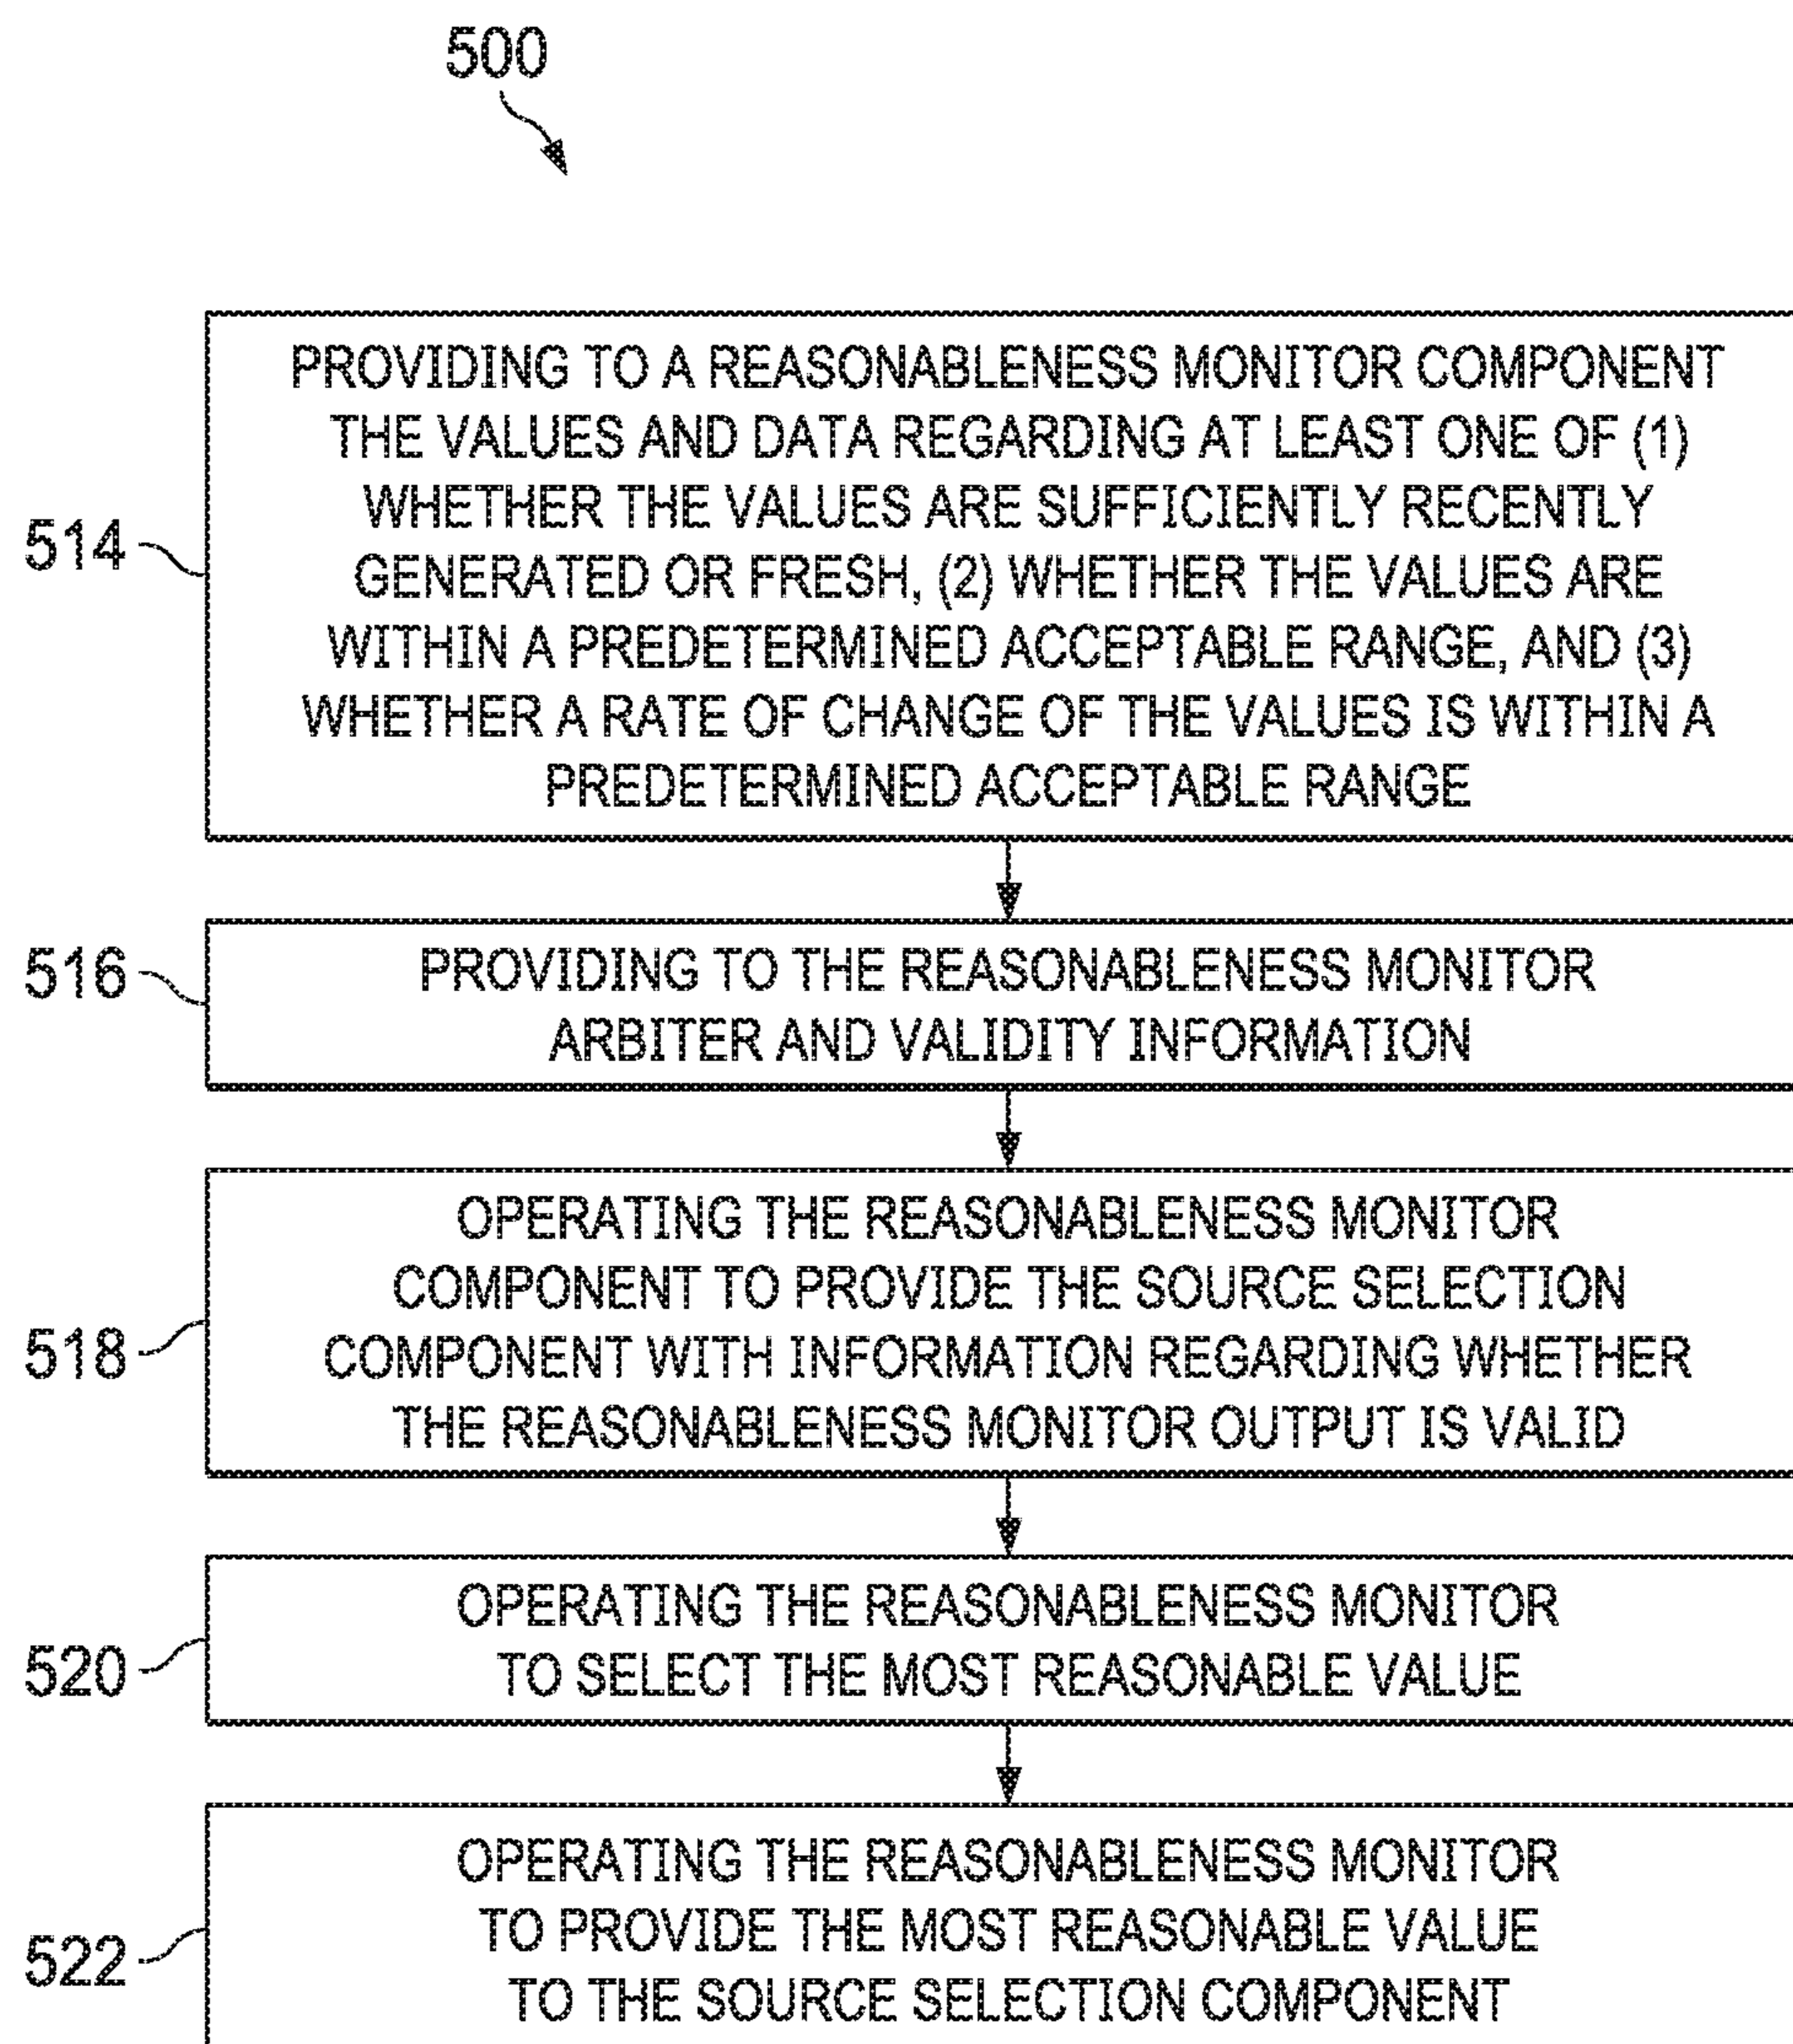 500
514
PROVIDING TO A REASONABLENESS MONITOR COMPONENT
THE VALUES AND DATA REGARDING AT LEAST ONE OF (1)
WHETHER THE VALUES ARE SUFFICIENTLY RECENTLY
GENERATED OR FRESH, (2) WHETHER THE VALUES ARE
WITHIN A PREDETERMINED ACCEPTABLE RANGE, AND (3)
WHETHER A RATE OF CHANGE OF THE VALUES IS WITHIN A
PREDETERMINED ACCEPTABLE RANGE
516
PROVIDING TO THE REASONABLENESS MONITOR
ARBITER AND VALIDITY INFORMATION
518
OPERATING THE REASONABLENESS MONITOR
COMPONENT TO PROVIDE THE SOURCE SELECTION
COMPONENT WITH INFORMATION REGARDING WHETHER
THE REASONABLENESS MONITOR OUTPUT IS VALID
520
OPERATING THE REASONABLENESS MONITOR
TO SELECT THE MOST REASONABLE VALUE
522
OPERATING THE REASONABLENESS MONITOR
TO PROVIDE THE MOST REASONABLE VALUE
TO THE SOURCE SELECTION COMPONENT